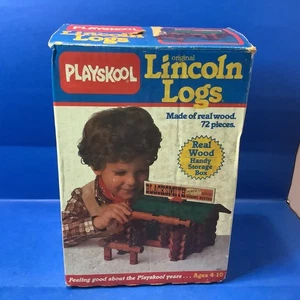 PLAYSKOOL
original
Lincoln
Logs
Made of real wood.
72 pieces.
Real
Wood
Handy
Storage
Box
BLACKSMITH
Feeling good about the Playskool years . . . Ages 4-10